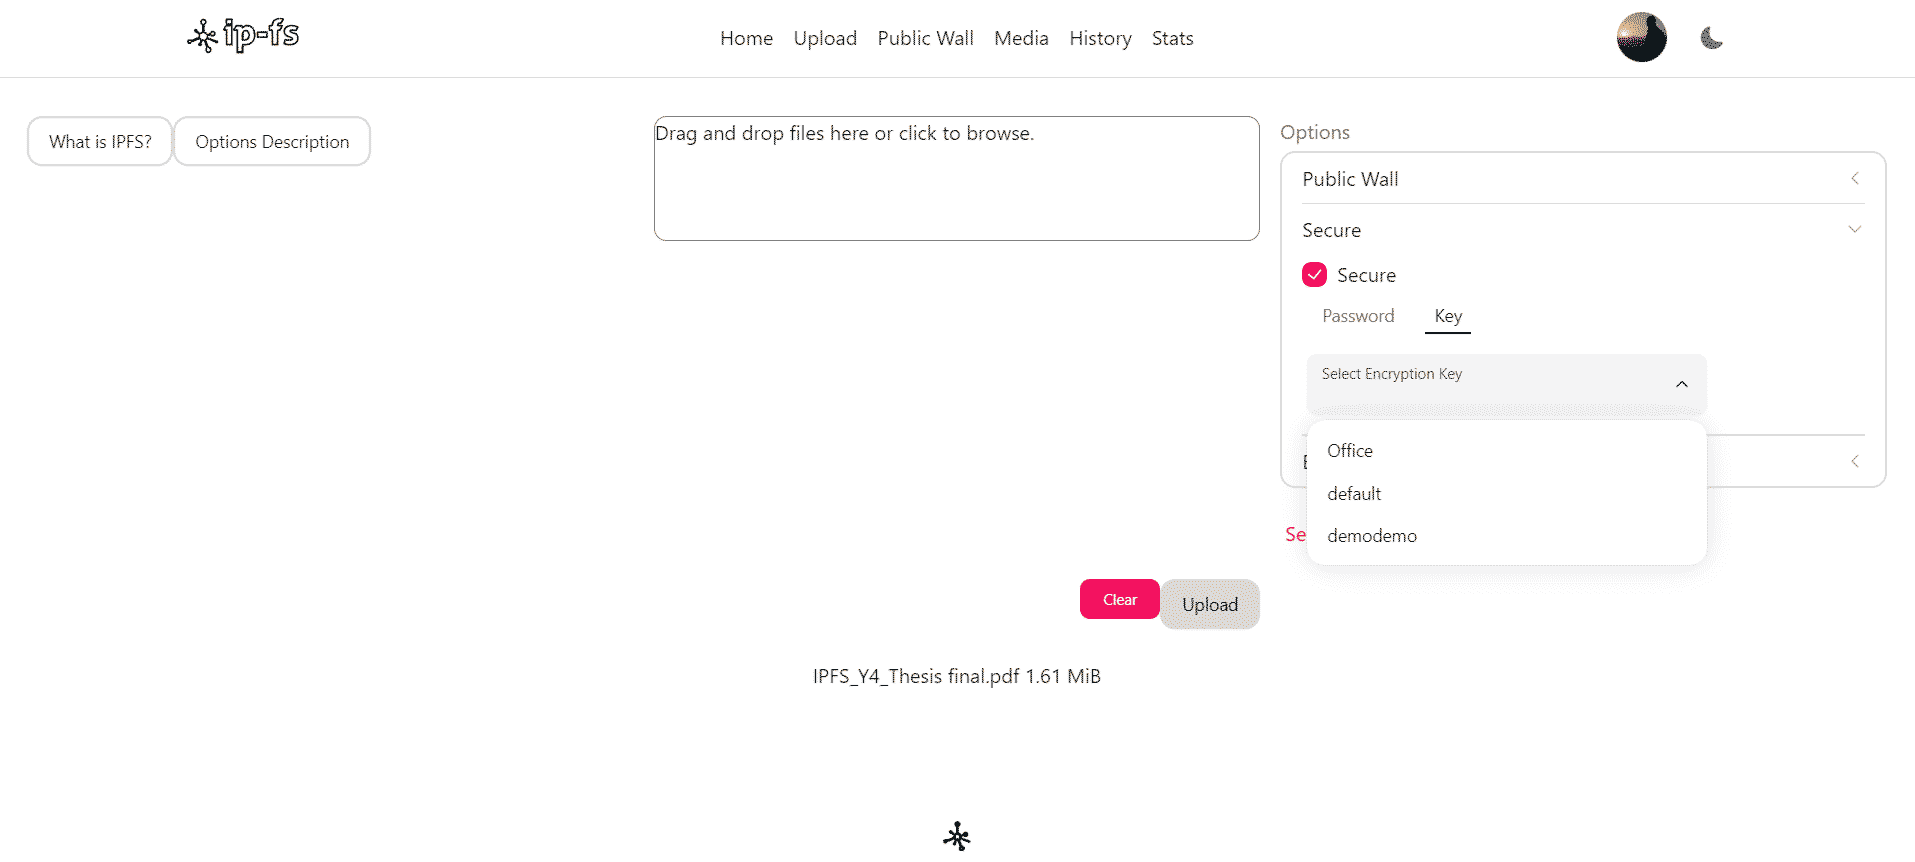 ip-fs
Home Upload Public Wall Media History Stats
What is IPFS? Options Description
Drag and drop files here or click to browse.
Options
Public Wall
Secure
Secure
Password Key
Select Encryption Key
Office
default
demodemo
Clear Upload
IPFS_Y4_Thesis final.pdf 1.61 MiB